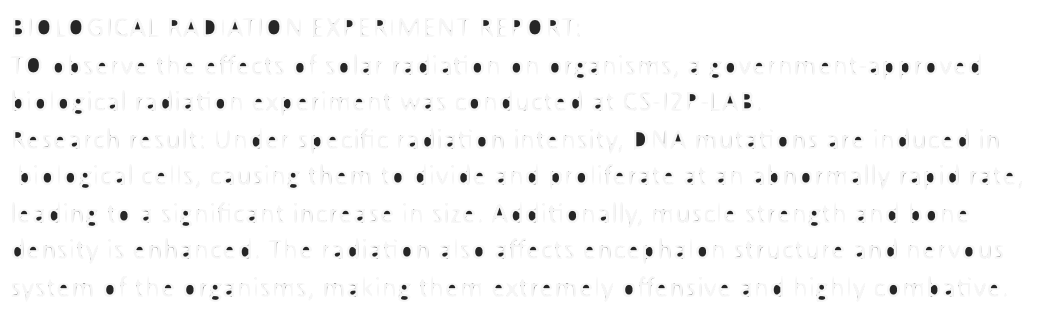 BIOLOGICAL RADIATION EXPERIMENT REPORT:
TO observe the effects of solar radiation on organisms, a government-approved
biological radiation experiment was conducted at CS-J2P-LAB.
Research result: Under specific radiation intensity, DNA mutations are induced in
biological cells, causing them to divide and proliferate at an abnormally rapid rate,
leading to a significant increase in size. Additionally, muscle strength and bone
density is enhanced. The radiation also affects encephalon structure and nervous
system of the organisms, making them extremely offensive and highly combative.